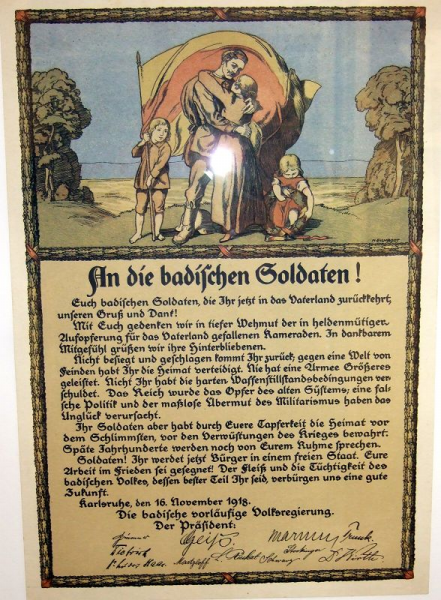 An die badischen Soldaten!
Euch badischen Soldaten, die Ihr jetzt in das Vaterland zurückkehrt,
unseren Gruß und Dank!
Mit Euch gedenken wir in tiefer Wehmut der in heldenmütiger
Aufopferung für das Vaterland gefallenen Kameraden. In dankbarem
Mitgefühl grüßen wir ihre Hinterbliebenen.
Nicht besiegt und geschlagen kommt Ihr zurück; gegen eine Welt von
Feinden habt Ihr die Heimat verteidigt. Nie hat eine Armee Größeres
geleistet. Nicht Ihr habt die harten Waffenstillstandsbedingungen ver-
schuldet. Das Reich wurde das Opfer des alten Systems; eine fal-
sche Politik und der maßlose Übermut des Militarismus haben das
Unglück verursacht.
Ihr Soldaten aber habt durch Euere Tapferkeit die Heimat vor
dem Schlimmsten, vor den Verwüstungen des Krieges bewahrt.
Späte Jahrhunderte werden noch von Eurem Ruhme sprechen.
Soldaten! Ihr werdet jetzt Bürger in einem freien Staat. Eure
Arbeit im Frieden sei gesegnet! Der Fleiß und die Tüchtigkeit des
badischen Volkes, dessen bester Teil Ihr seid, verbürgen uns eine gute
Zukunft.
Karlsruhe, den 16. November 1918.
Die badische vorläufige Volksregierung.
Der Präsident:
Geiß. Marum Trunk
Dietrich L. Rückel Schwarz Dr. Wirth